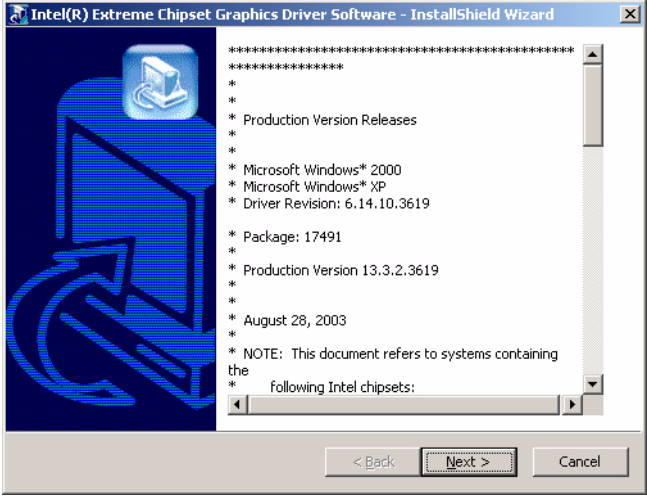 Intel(R) Extreme Chipset Graphics Driver Software - InstallShield Wizard
**********************************************
***************
*
*
* Production Version Releases
*
*
* Microsoft Windows* 2000
* Microsoft Windows* XP
* Driver Revision: 6.14.10.3619

* Package: 17491
*
* Production Version 13.3.2.3619
*
*
* August 28, 2003
*
* NOTE: This document refers to systems containing
the
* following Intel chipsets:
< Back
Next >
Cancel